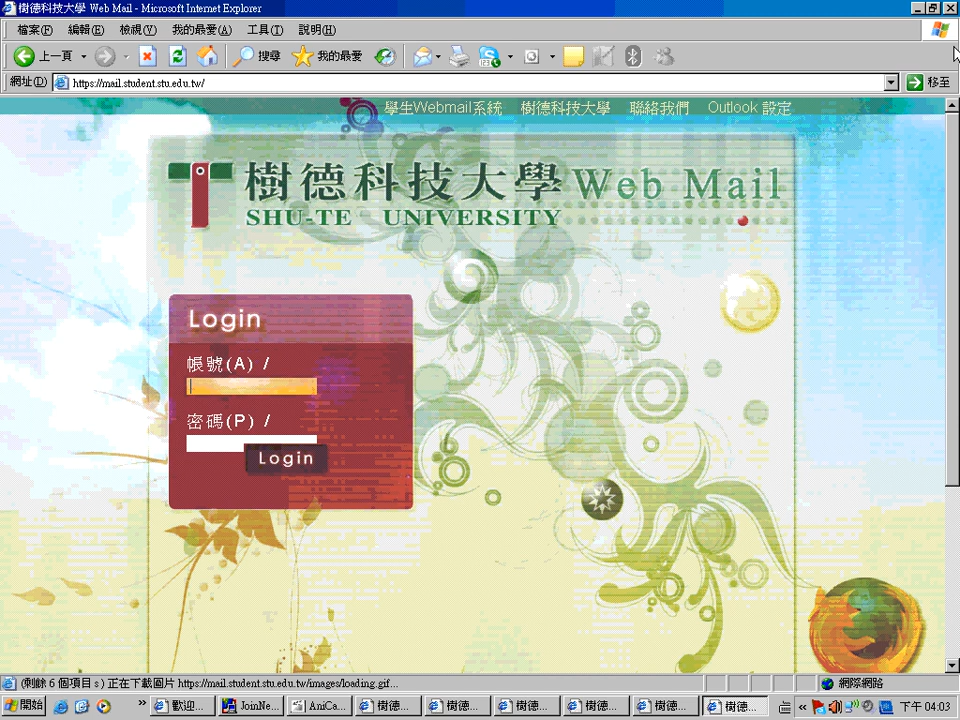 樹德科技大學 Web Mail - Microsoft Internet Explorer
檔案(F) 編輯(E) 檢視(V) 我的最愛(A) 工具(T) 說明(H)
上一頁 搜尋 我的最愛
網址(D) https://mail.student.stu.edu.tw/ 移至
學生Webmail系統 樹德科技大學 聯絡我們 Outlook 設定
樹德科技大學 Web Mail
SHU-TE UNIVERSITY
Login
帳號(A) /
密碼(P) /
Login
(剩餘 6 個項目 s ) 正在下載圖片 https://mail.student.stu.edu.tw/images/loading.gif... 網際網路
開始 歡迎... JoinNe... AniCa... 樹德... 樹德... 樹德... 樹德... 樹德... 樹德... 下午 04:03